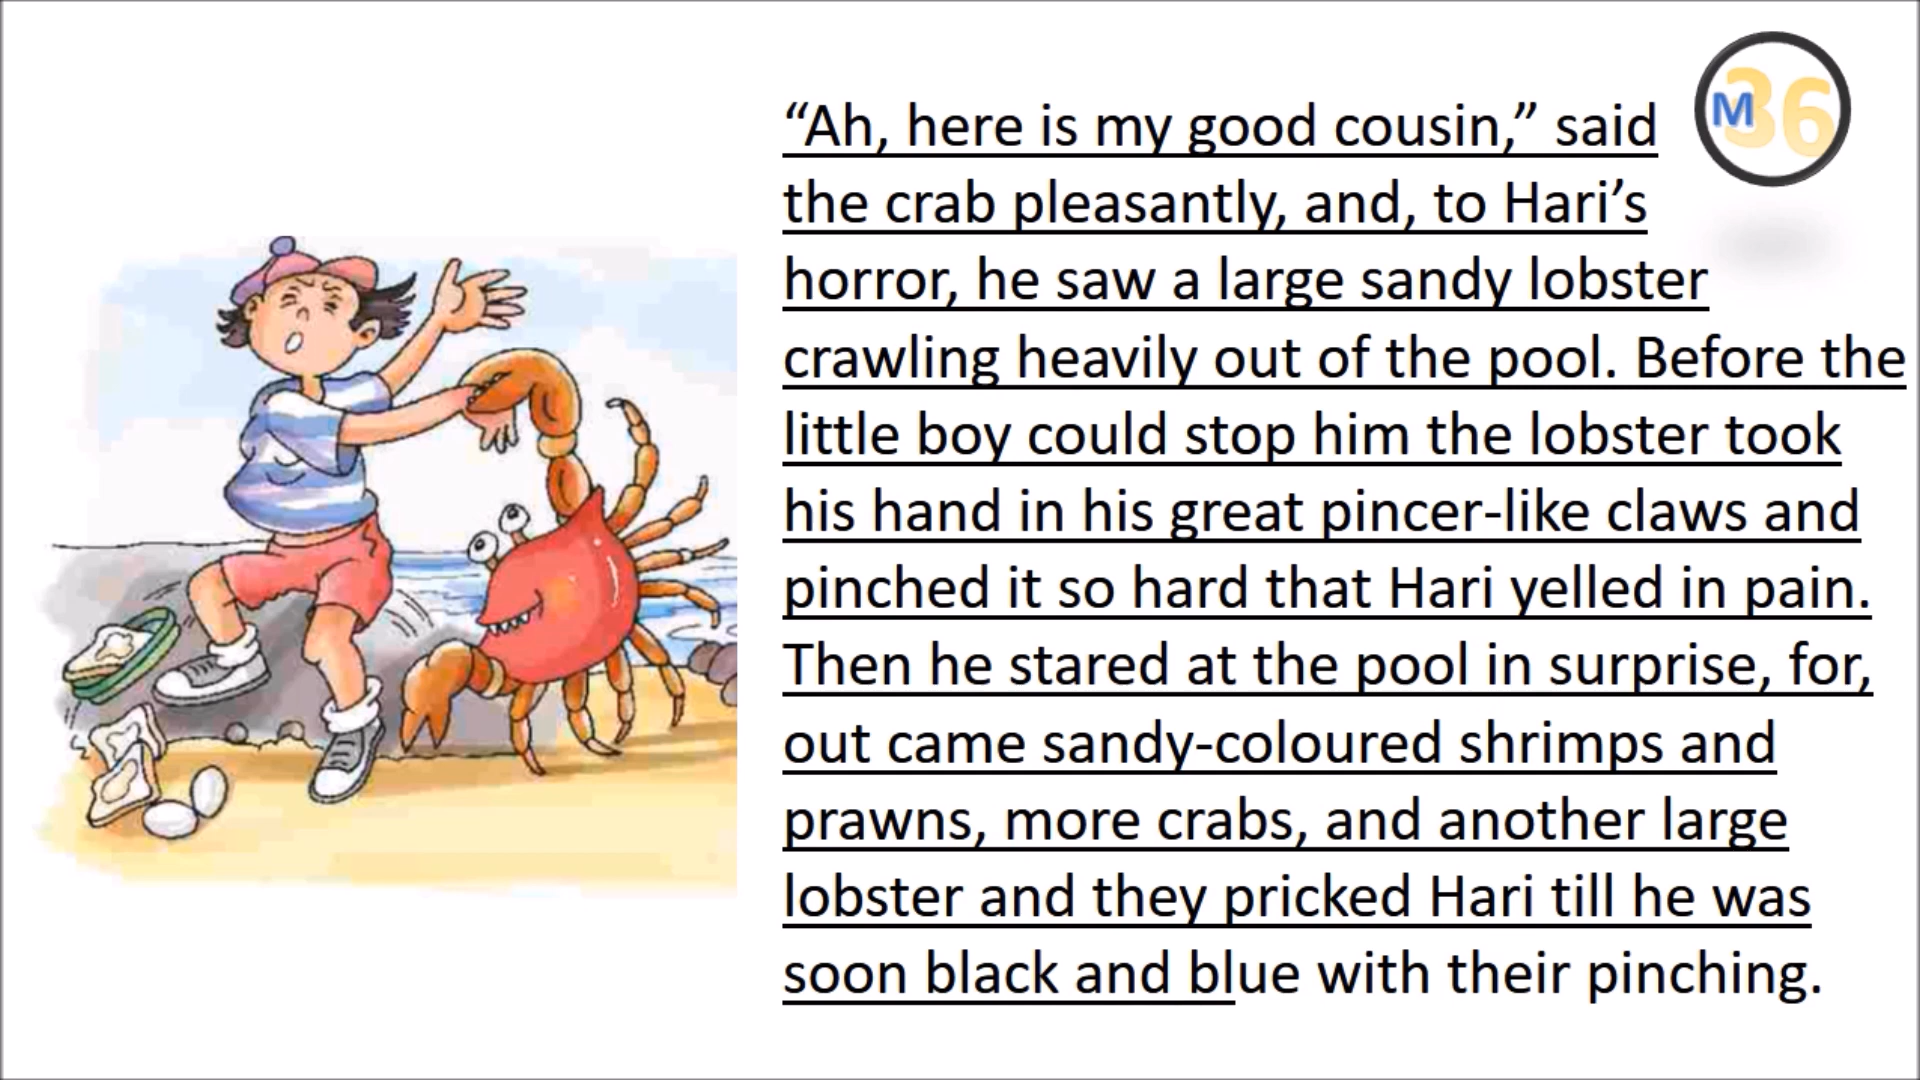 “Ah, here is my good cousin,” said
the crab pleasantly, and, to Hari’s
horror, he saw a large sandy lobster
crawling heavily out of the pool. Before the
little boy could stop him the lobster took
his hand in his great pincer-like claws and
pinched it so hard that Hari yelled in pain.
Then he stared at the pool in surprise, for,
out came sandy-coloured shrimps and
prawns, more crabs, and another large
lobster and they pricked Hari till he was
soon black and blue with their pinching.
M36